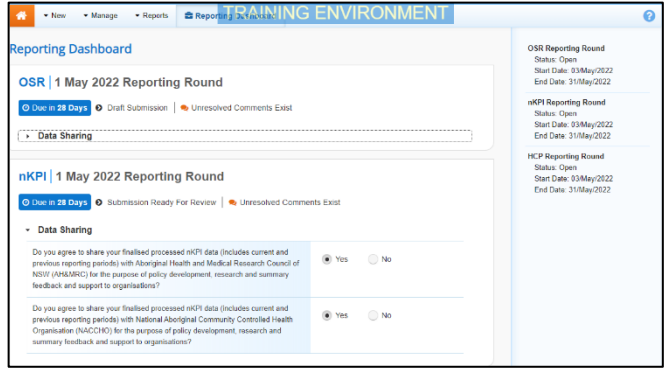 New Manage Reports Reporting Dashboard
TRAINING ENVIRONMENT
?
Reporting Dashboard
OSR | 1 May 2022 Reporting Round
Due in 28 Days Draft Submission | Unresolved Comments Exist
Data Sharing
nKPI | 1 May 2022 Reporting Round
Due in 28 Days Submission Ready For Review | Unresolved Comments Exist
Data Sharing
Do you agree to share your finalised processed nKPI data (includes current and
previous reporting periods) with Aboriginal Health and Medical Research Council of
NSW (AH&MRC) for the purpose of policy development, research and summary
feedback and support to organisations?
Yes No
Do you agree to share your finalised processed nKPI data (includes current and
previous reporting periods) with National Aboriginal Community Controlled Health
Organisation (NACCHO) for the purpose of policy development, research and
summary feedback and support to organisations?
Yes No
OSR Reporting Round
Status: Open
Start Date: 03/May/2022
End Date: 31/May/2022
nKPI Reporting Round
Status: Open
Start Date: 03/May/2022
End Date: 31/May/2022
HCP Reporting Round
Status: Open
Start Date: 03/May/2022
End Date: 31/May/2022